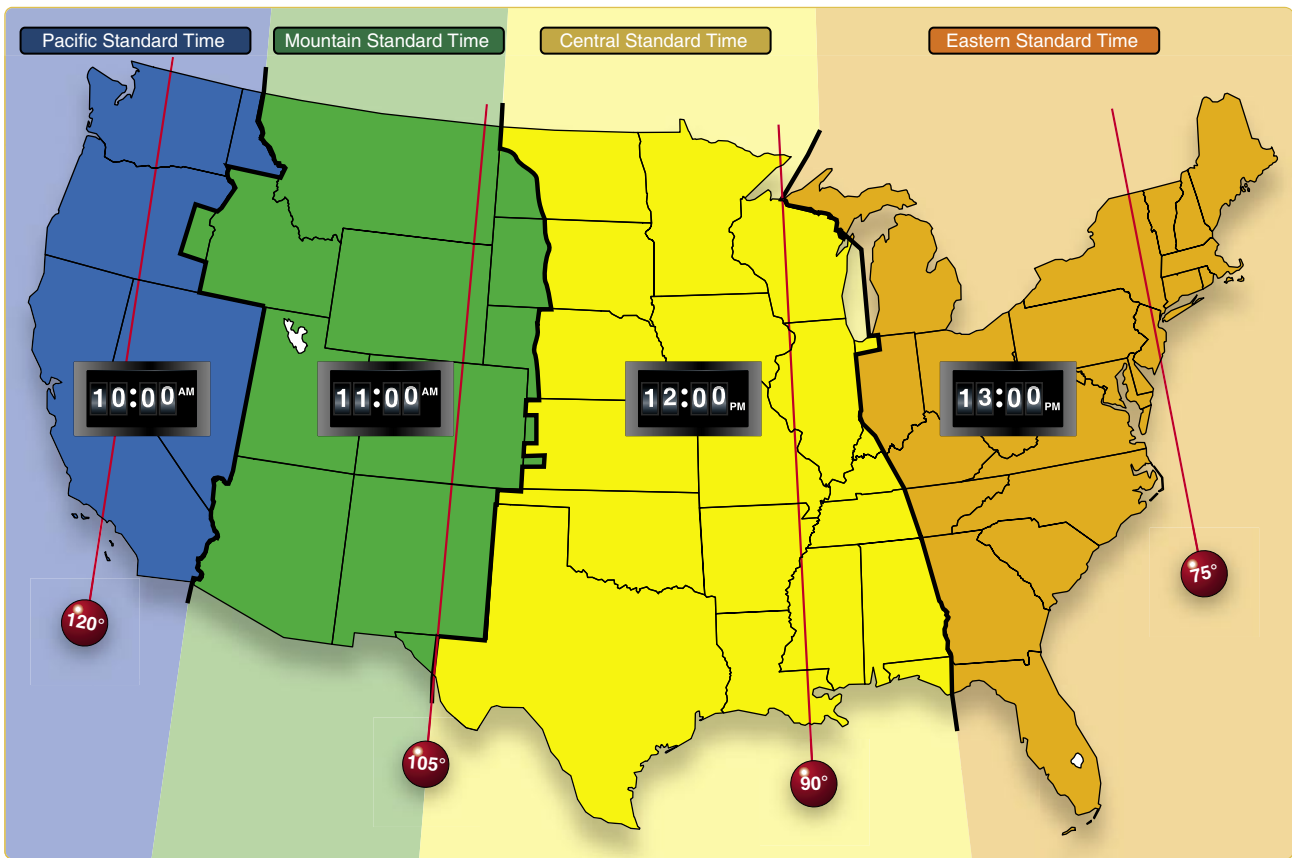 Pacific Standard Time
Mountain Standard Time
Central Standard Time
Eastern Standard Time
10:00 AM
11:00 AM
12:00 PM
13:00 PM
120°
105°
90°
75°